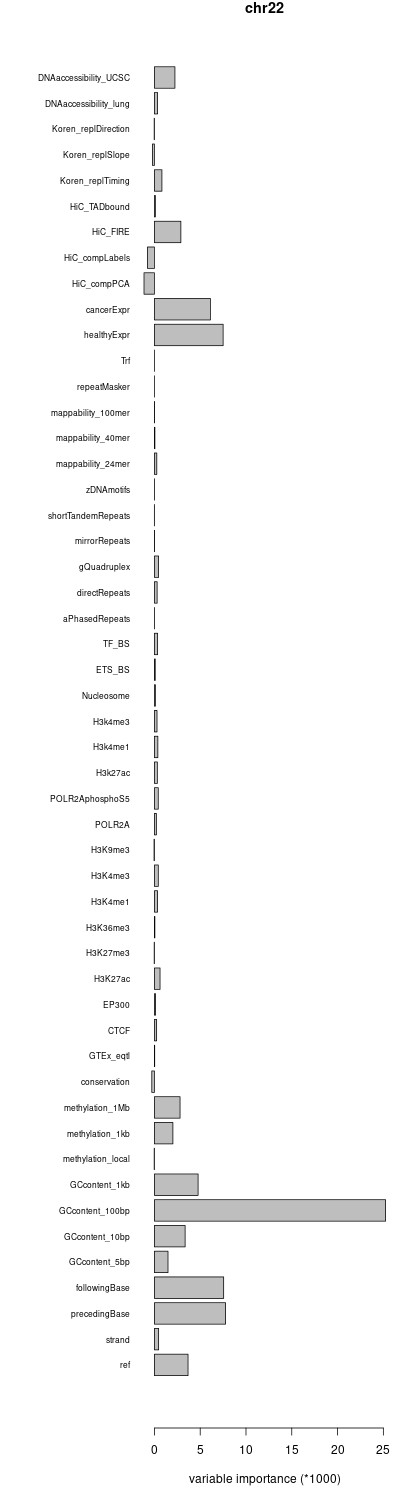 chr22
DNAaccessibility_UCSC
DNAaccessibility_lung
Koren_replDirection
Koren_replSlope
Koren_replTiming
HiC_TADbound
HiC_FIRE
HiC_compLabels
HiC_compPCA
cancerExpr
healthyExpr
Trf
repeatMasker
mappability_100mer
mappability_40mer
mappability_24mer
zDNAmotifs
shortTandemRepeats
mirrorRepeats
gQuadruplex
directRepeats
aPhasedRepeats
TF_BS
ETS_BS
Nucleosome
H3k4me3
H3k4me1
H3k27ac
POLR2AphosphoS5
POLR2A
H3K9me3
H3K4me3
H3K4me1
H3K36me3
H3K27me3
H3K27ac
EP300
CTCF
GTEx_eqtl
conservation
methylation_1Mb
methylation_1kb
methylation_local
GCcontent_1kb
GCcontent_100bp
GCcontent_10bp
GCcontent_5bp
followingBase
precedingBase
strand
ref
0 5 10 15 20 25
variable importance (*1000)